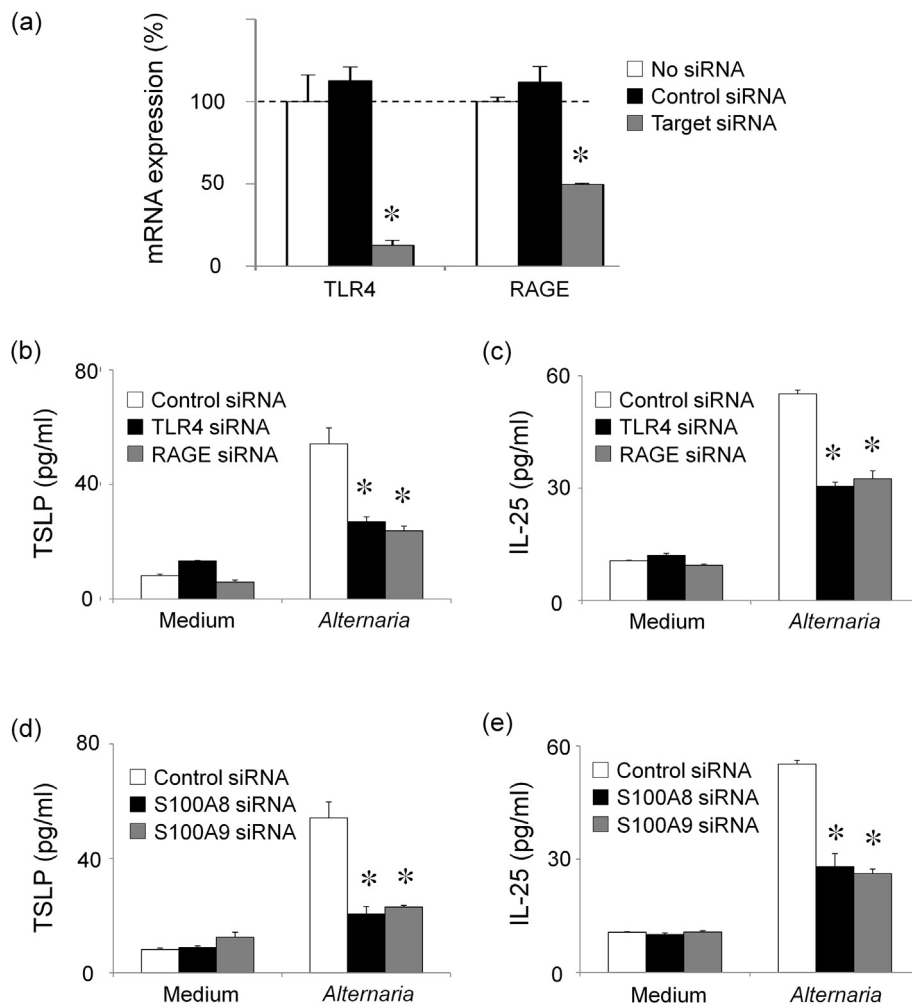 (a)
mRNA expression (%)
100
50
0
*
*
TLR4
RAGE
No siRNA
Control siRNA
Target siRNA
(b)
TSLP (pg/ml)
80
40
0
Control siRNA
TLR4 siRNA
RAGE siRNA
*
*
Medium
Alternaria
(c)
IL-25 (pg/ml)
60
30
0
Control siRNA
TLR4 siRNA
RAGE siRNA
*
*
Medium
Alternaria
(d)
TSLP (pg/ml)
80
40
0
Control siRNA
S100A8 siRNA
S100A9 siRNA
*
*
Medium
Alternaria
(e)
IL-25 (pg/ml)
60
30
0
Control siRNA
S100A8 siRNA
S100A9 siRNA
*
*
Medium
Alternaria